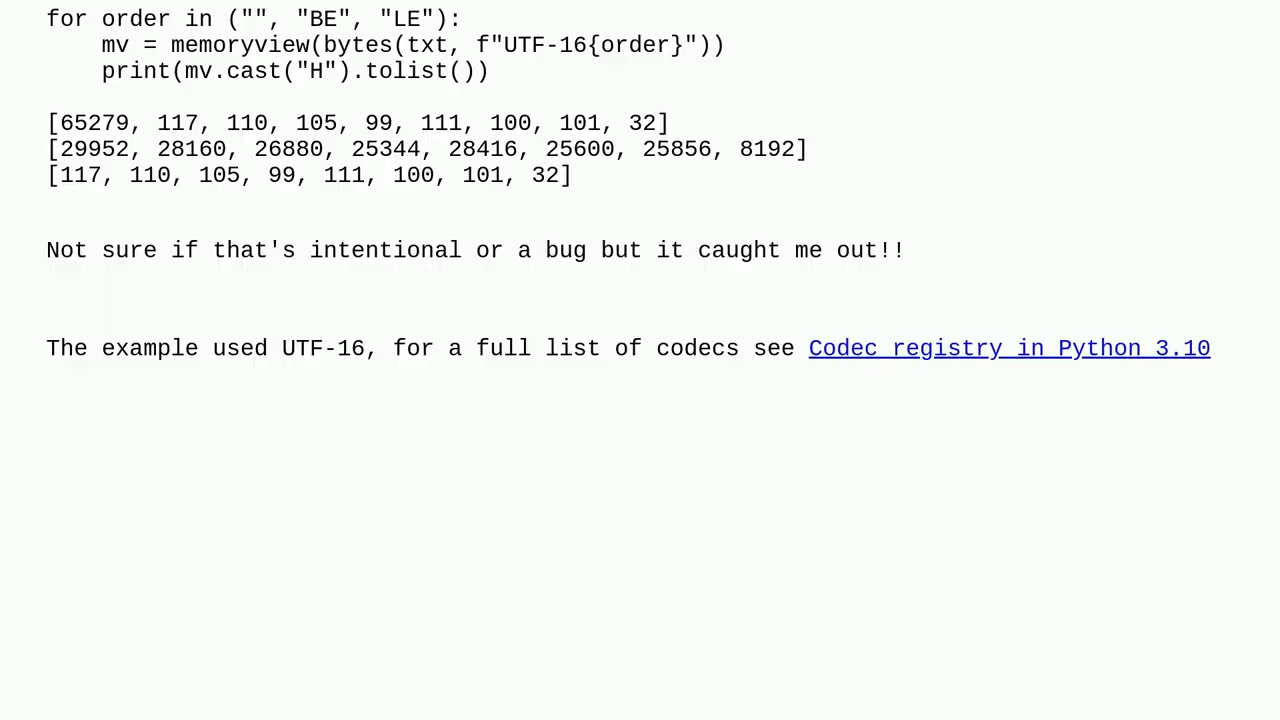 for order in ("", "BE", "LE"):
    mv = memoryview(bytes(txt, f"UTF-16{order}"))
    print(mv.cast("H").tolist())
[65279, 117, 110, 105, 99, 111, 100, 101, 32]
[29952, 28160, 26880, 25344, 28416, 25600, 25856, 8192]
[117, 110, 105, 99, 111, 100, 101, 32]
Not sure if that's intentional or a bug but it caught me out!!
The example used UTF-16, for a full list of codecs see Codec registry in Python 3.10